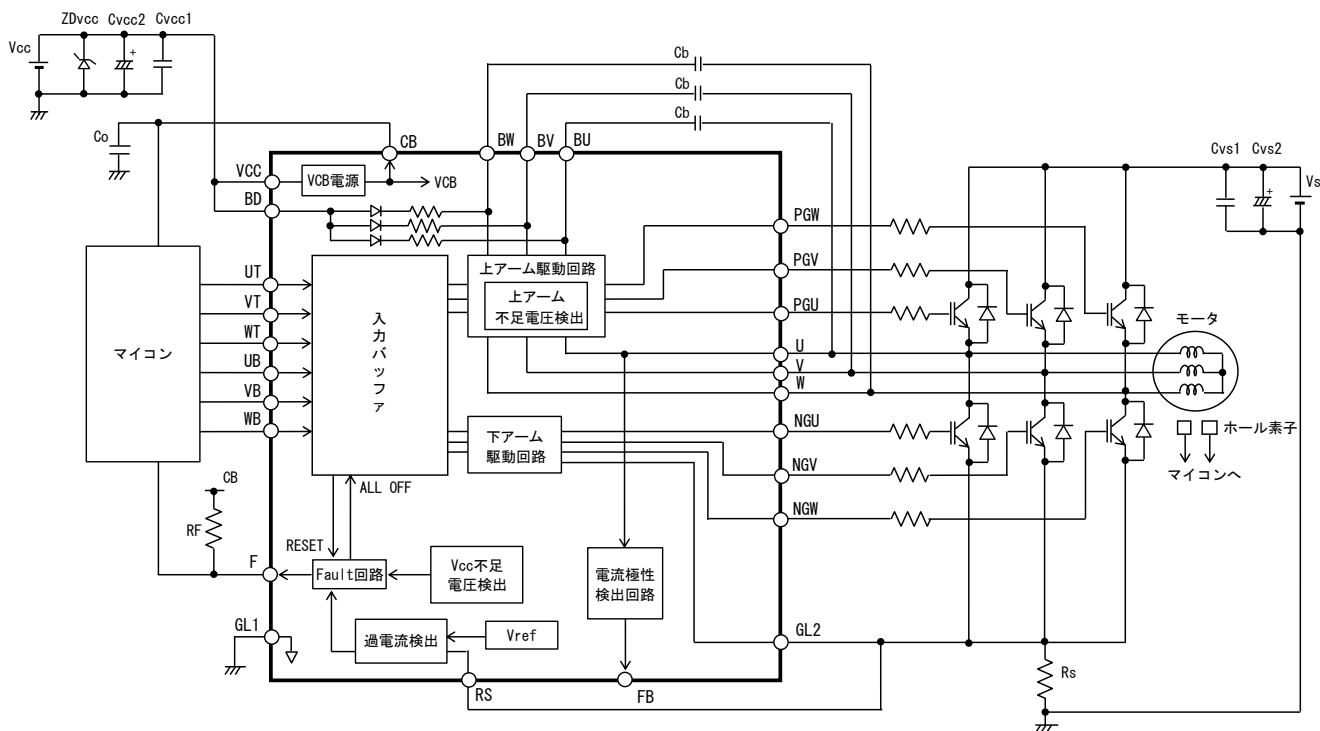 ZDvcc Cvcc2 Cvcc1
Vcc
+
Cb
Cb
Cb
Co
CB
BW BV BU
VCC
VCB電源
VCB
BD
Cvs1 Cvs2
+
Vs
PGW
PGV
PGU
UT
VT
WT
UB
VB
WB
マイコン
入力バッファ
上アーム駆動回路
上アーム
不足電圧検出
U
V
W
モータ
ホール素子
マイコンへ
下アーム
駆動回路
NGU
NGV
NGW
CB
RF
ALL OFF
RESET
F
Fault回路
Vcc不足
電圧検出
電流極性
検出回路
GL1
過電流検出
Vref
GL2
RS
FB
Rs